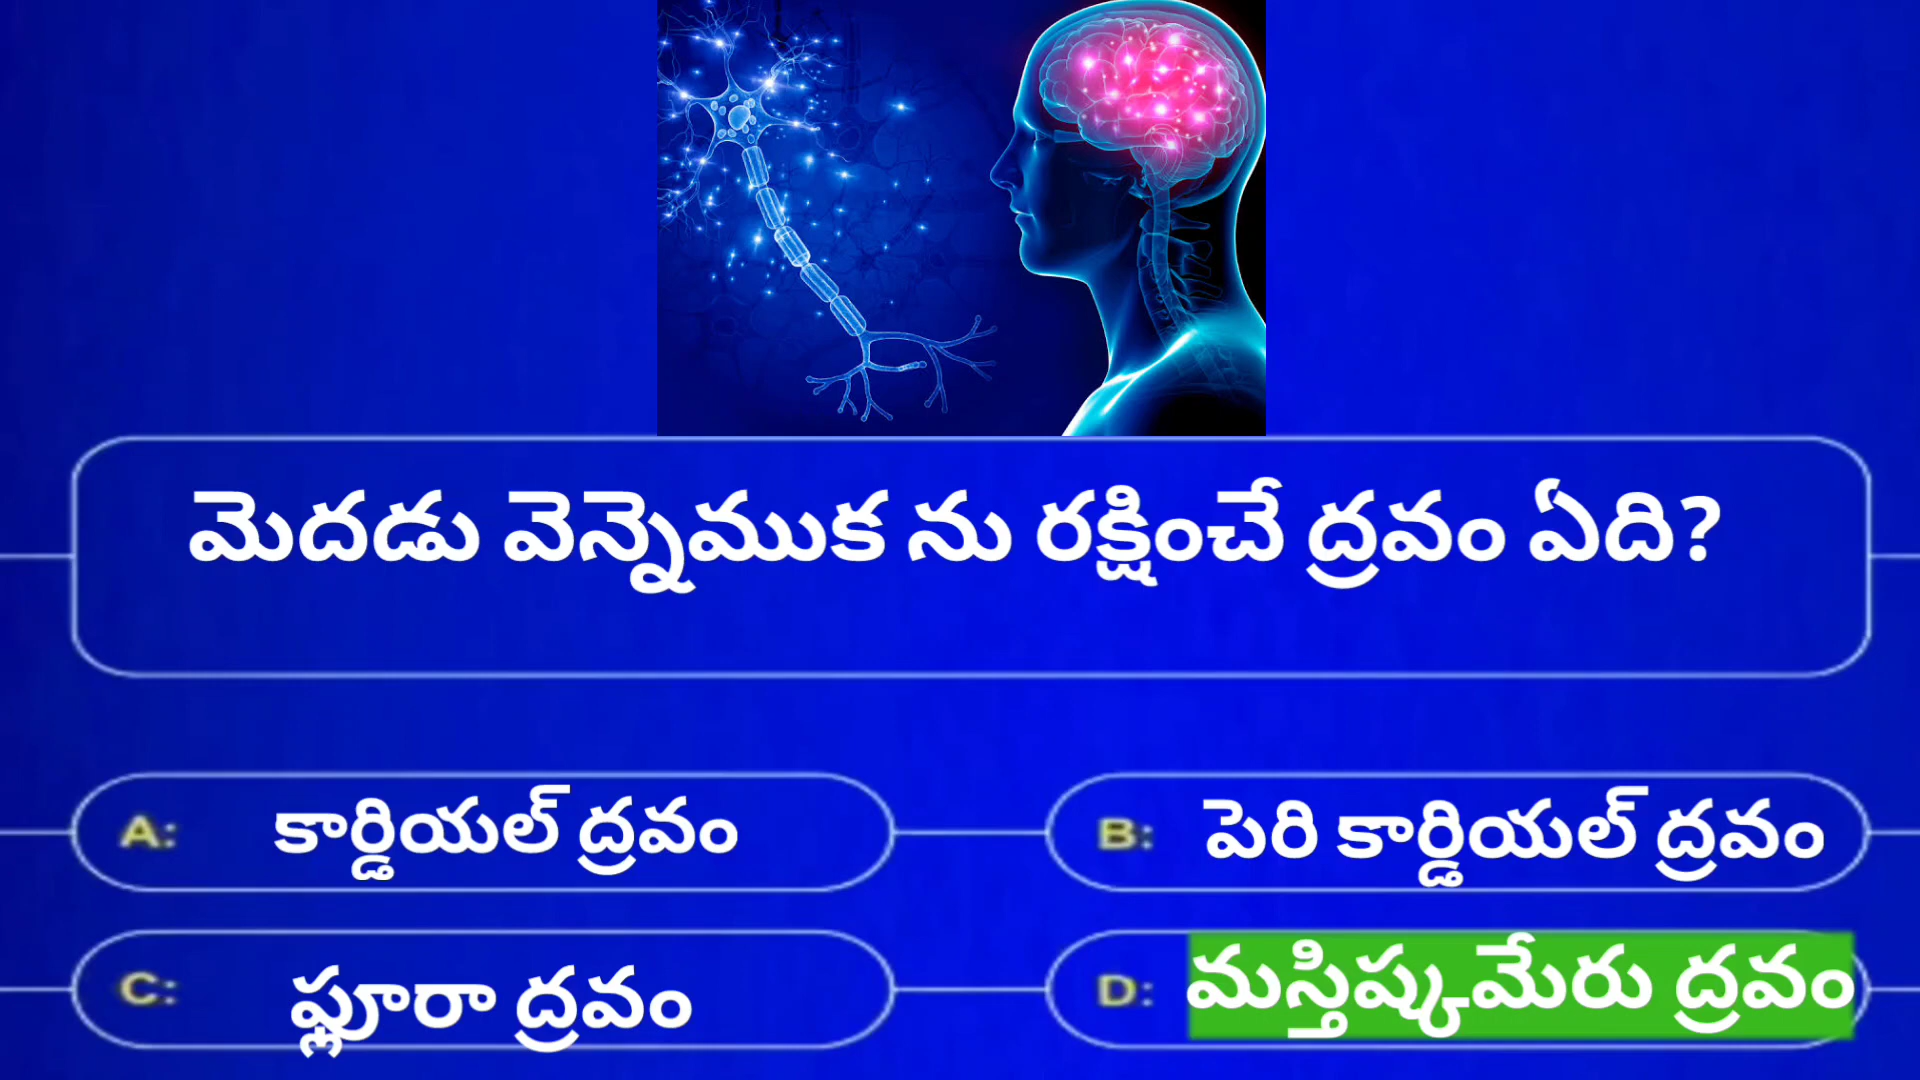 మెదడు వెన్నెముక ను రక్షించే ద్రవం ఏది?
A: కార్డియల్ ద్రవం
B: పెరి కార్డియల్ ద్రవం
C: ఫ్లూరా ద్రవం
D: మస్తిష్కమేరు ద్రవం